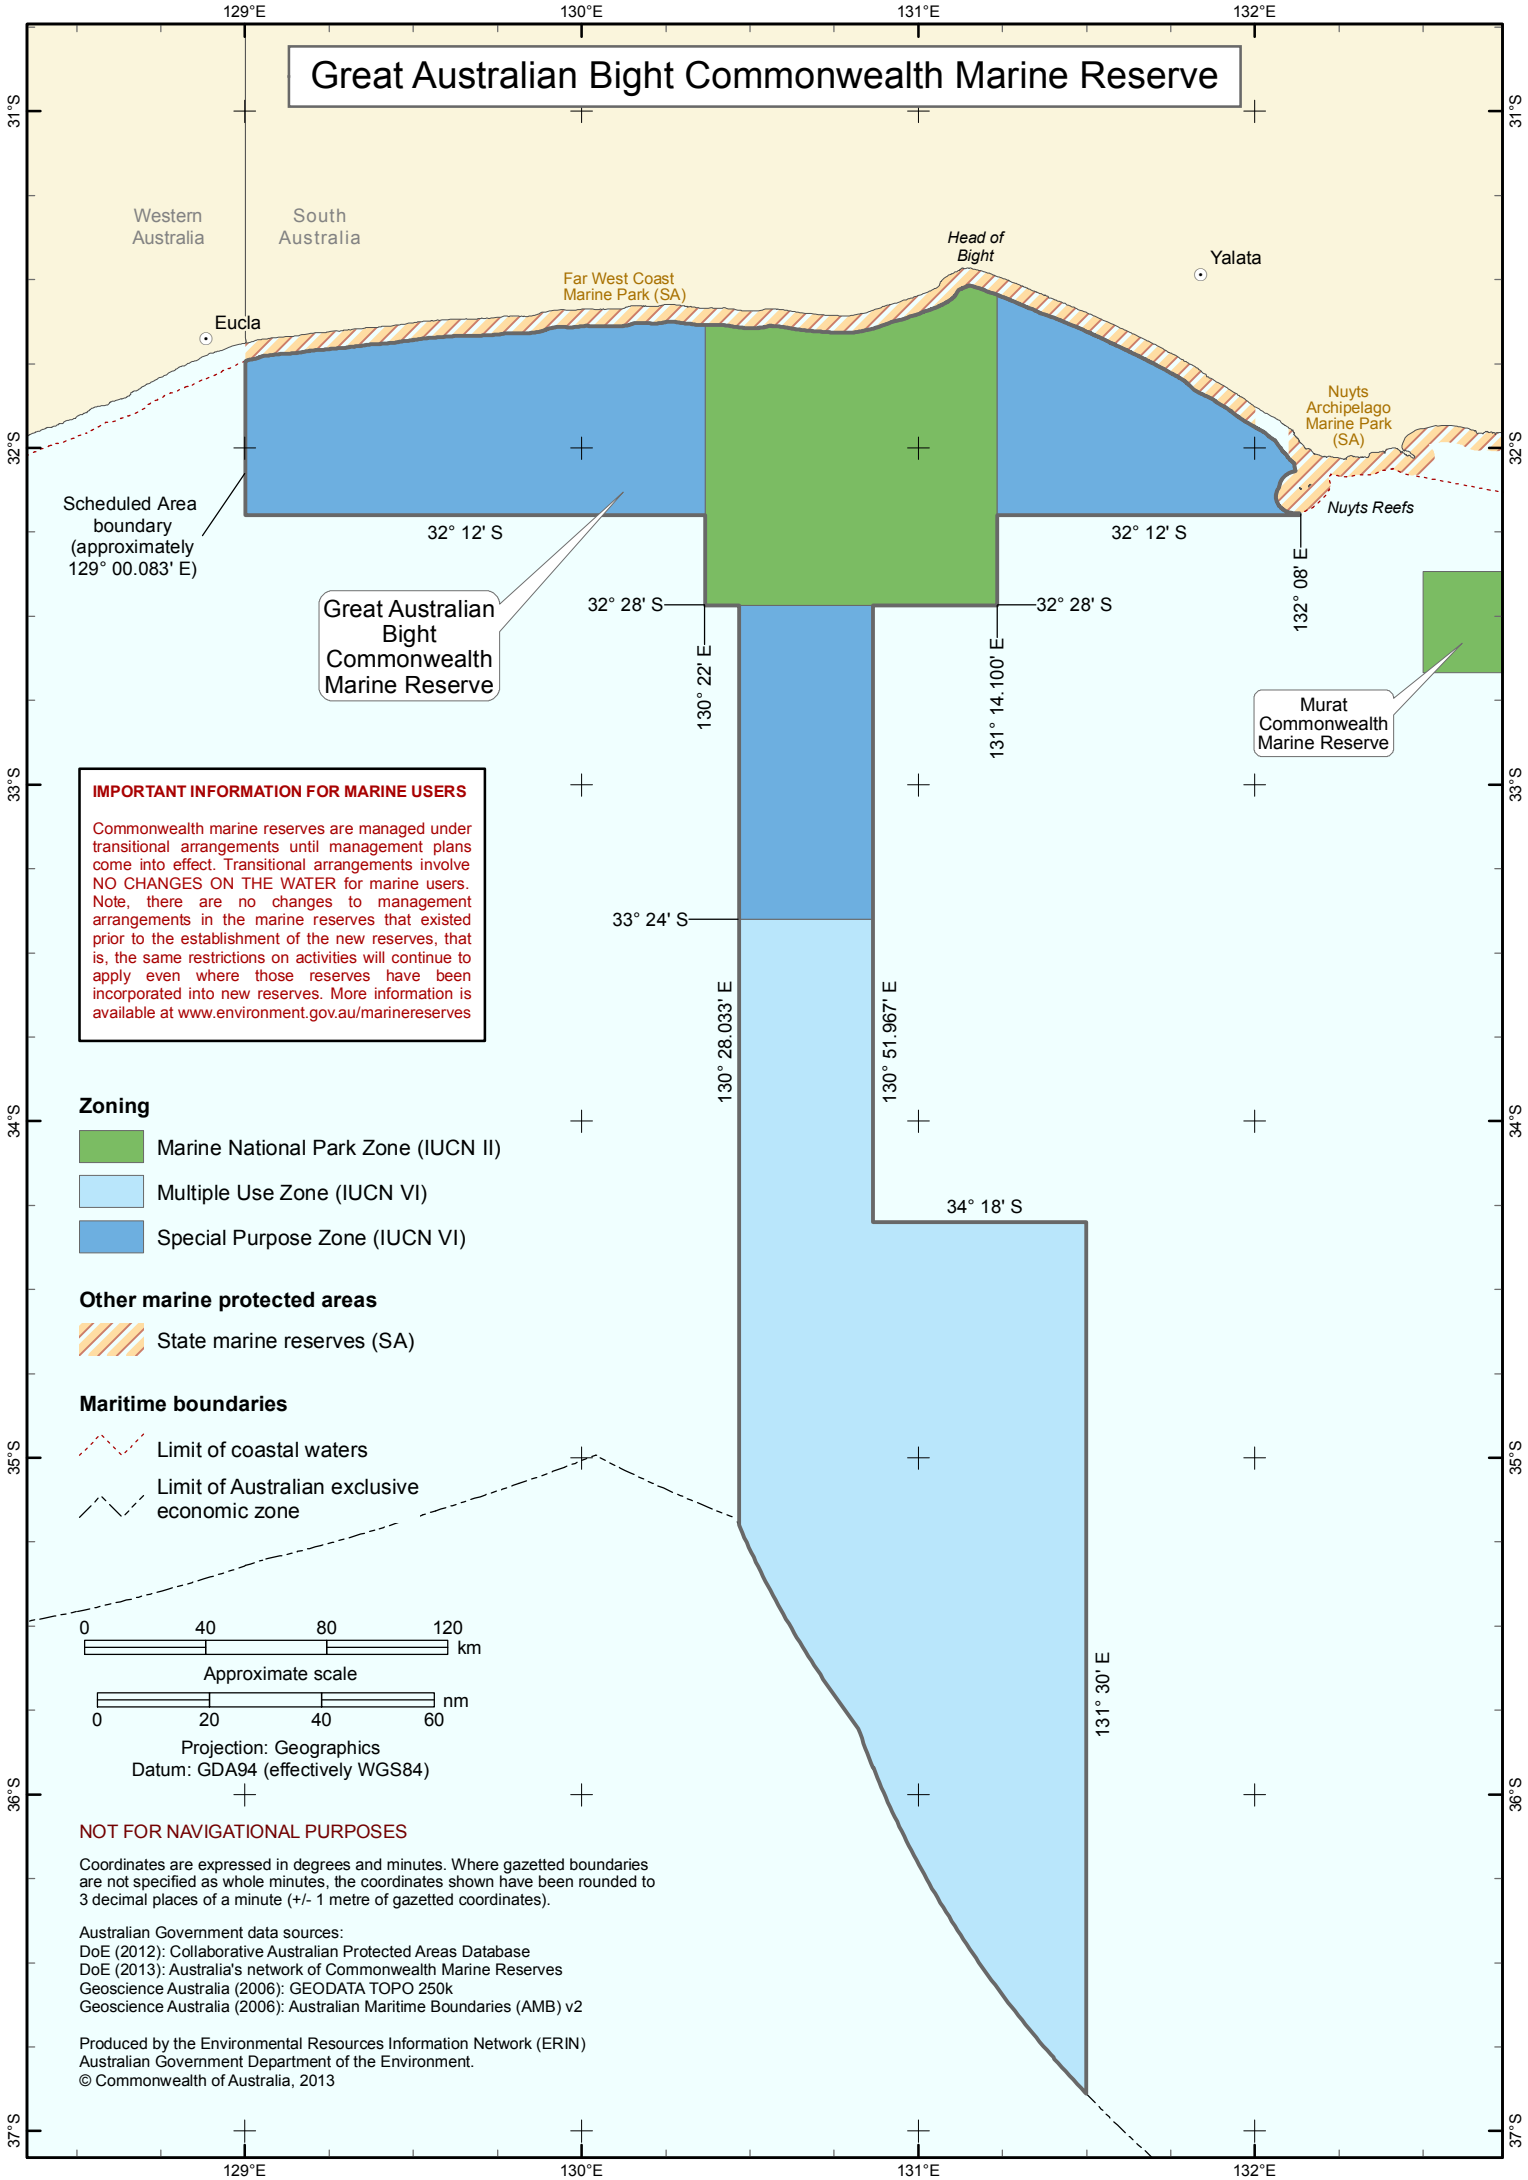 129°E
130°E
131°E
132°E
Great Australian Bight Commonwealth Marine Reserve
31°S
31°S
Western
Australia
South
Australia
Head of
Bight
Yalata
Far West Coast
Marine Park (SA)
Eucla
Nuyts
Archipelago
Marine Park
(SA)
32°S
32°S
Scheduled Area
boundary
(approximately
129° 00.083' E)
32° 12' S
32° 12' S
Nuyts Reefs
132° 08' E
Great Australian
Bight
Commonwealth
Marine Reserve
32° 28' S
32° 28' S
130° 22' E
131° 14.100' E
Murat
Commonwealth
Marine Reserve
33°S
33°S
IMPORTANT INFORMATION FOR MARINE USERS
Commonwealth marine reserves are managed under
transitional arrangements until management plans
come into effect. Transitional arrangements involve
NO CHANGES ON THE WATER for marine users.
Note, there are no changes to management
arrangements in the marine reserves that existed
prior to the establishment of the new reserves, that
is, the same restrictions on activities will continue to
apply even where those reserves have been
incorporated into new reserves. More information is
available at www.environment.gov.au/marinereserves
33° 24' S
130° 28.033' E
130° 51.967' E
34°S
34°S
Zoning
Marine National Park Zone (IUCN II)
Multiple Use Zone (IUCN VI)
Special Purpose Zone (IUCN VI)
34° 18' S
Other marine protected areas
State marine reserves (SA)
Maritime boundaries
Limit of coastal waters
Limit of Australian exclusive
economic zone
35°S
35°S
0 40 80 120
km
Approximate scale
nm
0 20 40 60
131° 30' E
Projection: Geographics
Datum: GDA94 (effectively WGS84)
36°S
36°S
NOT FOR NAVIGATIONAL PURPOSES
Coordinates are expressed in degrees and minutes. Where gazetted boundaries
are not specified as whole minutes, the coordinates shown have been rounded to
3 decimal places of a minute (+/- 1 metre of gazetted coordinates).
Australian Government data sources:
DoE (2012): Collaborative Australian Protected Areas Database
DoE (2013): Australia's network of Commonwealth Marine Reserves
Geoscience Australia (2006): GEODATA TOPO 250k
Geoscience Australia (2006): Australian Maritime Boundaries (AMB) v2
Produced by the Environmental Resources Information Network (ERIN)
Australian Government Department of the Environment.
© Commonwealth of Australia, 2013
37°S
37°S
129°E
130°E
131°E
132°E